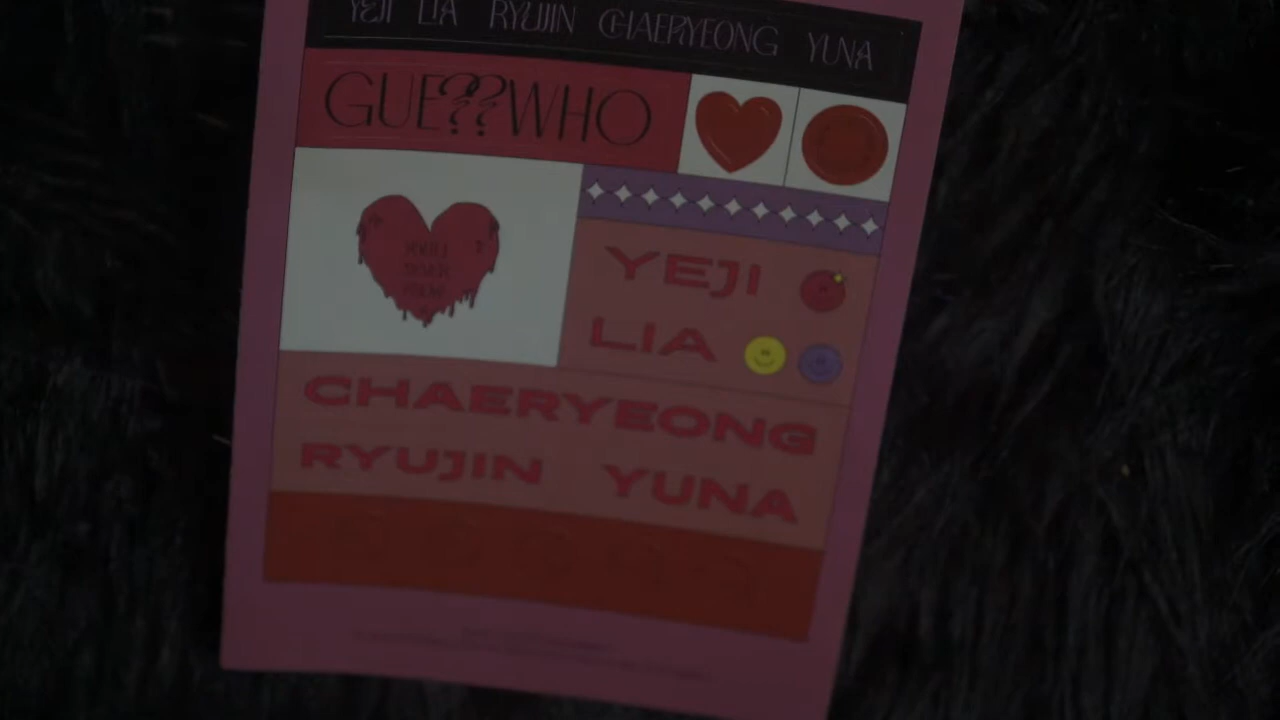 YEJI LIA RYUJIN CHAERYEONG YUNA
GUE??WHO
YEJI
LIA
CHAERYEONG
RYUJIN YUNA